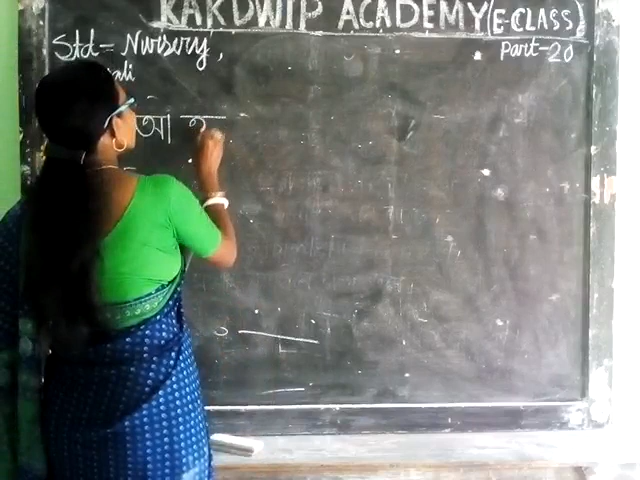 KAKDWIP ACADEMY (E-CLASS)
Std - Nursery,
Part-20
আ